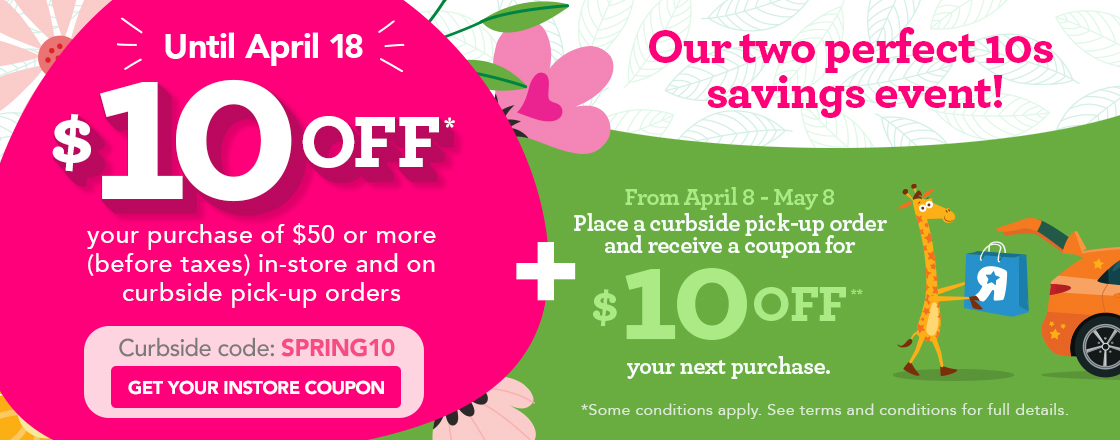 Until April 18
$10 OFF*
your purchase of $50 or more
(before taxes) in-store and on
curbside pick-up orders
Curbside code: SPRING10
GET YOUR INSTORE COUPON
+
Our two perfect 10s
savings event!
From April 8 - May 8
Place a curbside pick-up order
and receive a coupon for
$10 OFF**
your next purchase.
R
*Some conditions apply. See terms and conditions for full details.